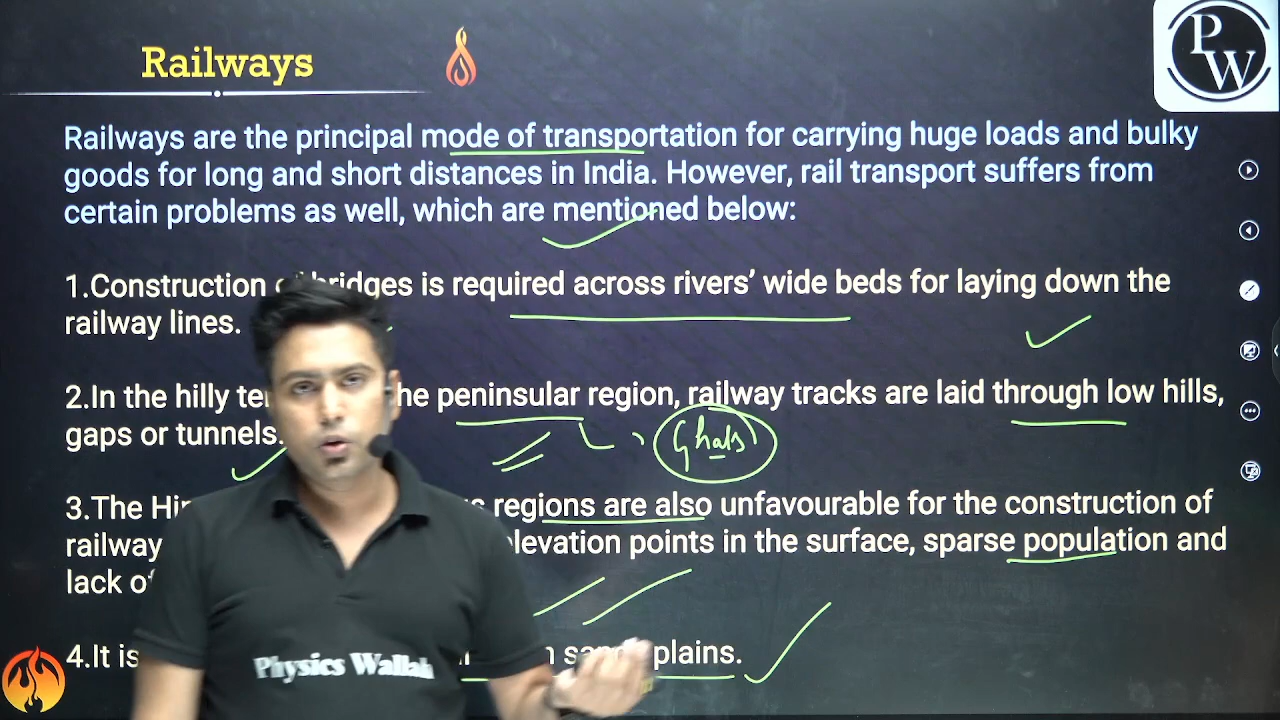 Railways
PW
Railways are the principal mode of transportation for carrying huge loads and bulky
goods for long and short distances in India. However, rail transport suffers from
certain problems as well, which are mentioned below:
1.Construction bridges is required across rivers’ wide beds for laying down the
railway lines.
2.In the hilly the peninsular region, railway tracks are laid through low hills,
gaps or tunnels.
Ghats
3.The regions are also unfavourable for the construction of
railway elevation points in the surface, sparse population and
lack
4.It is plains.
Physics Wallah